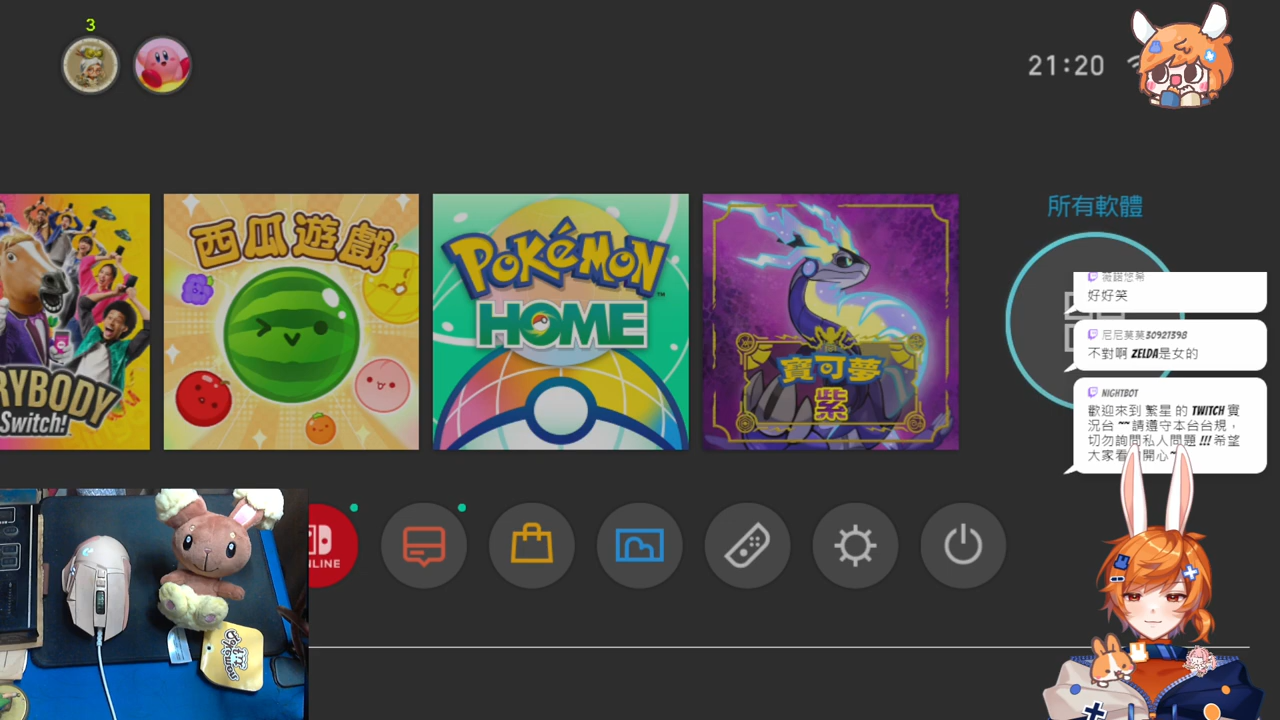 3
21:20
所有軟體
RYBODY
Switch!
西瓜遊戲
POKÉMON™
HOME
寶可夢
紫
好好笑
尼尼莫莫30921398
不對啊 ZELDA是女的
NIGHTBOT
歡迎來到 繁星 的 TWITCH 實
況台 ~~請遵守本台台規，
切勿詢問私人問題 !!! 希望
大家看
開心~
NLINE